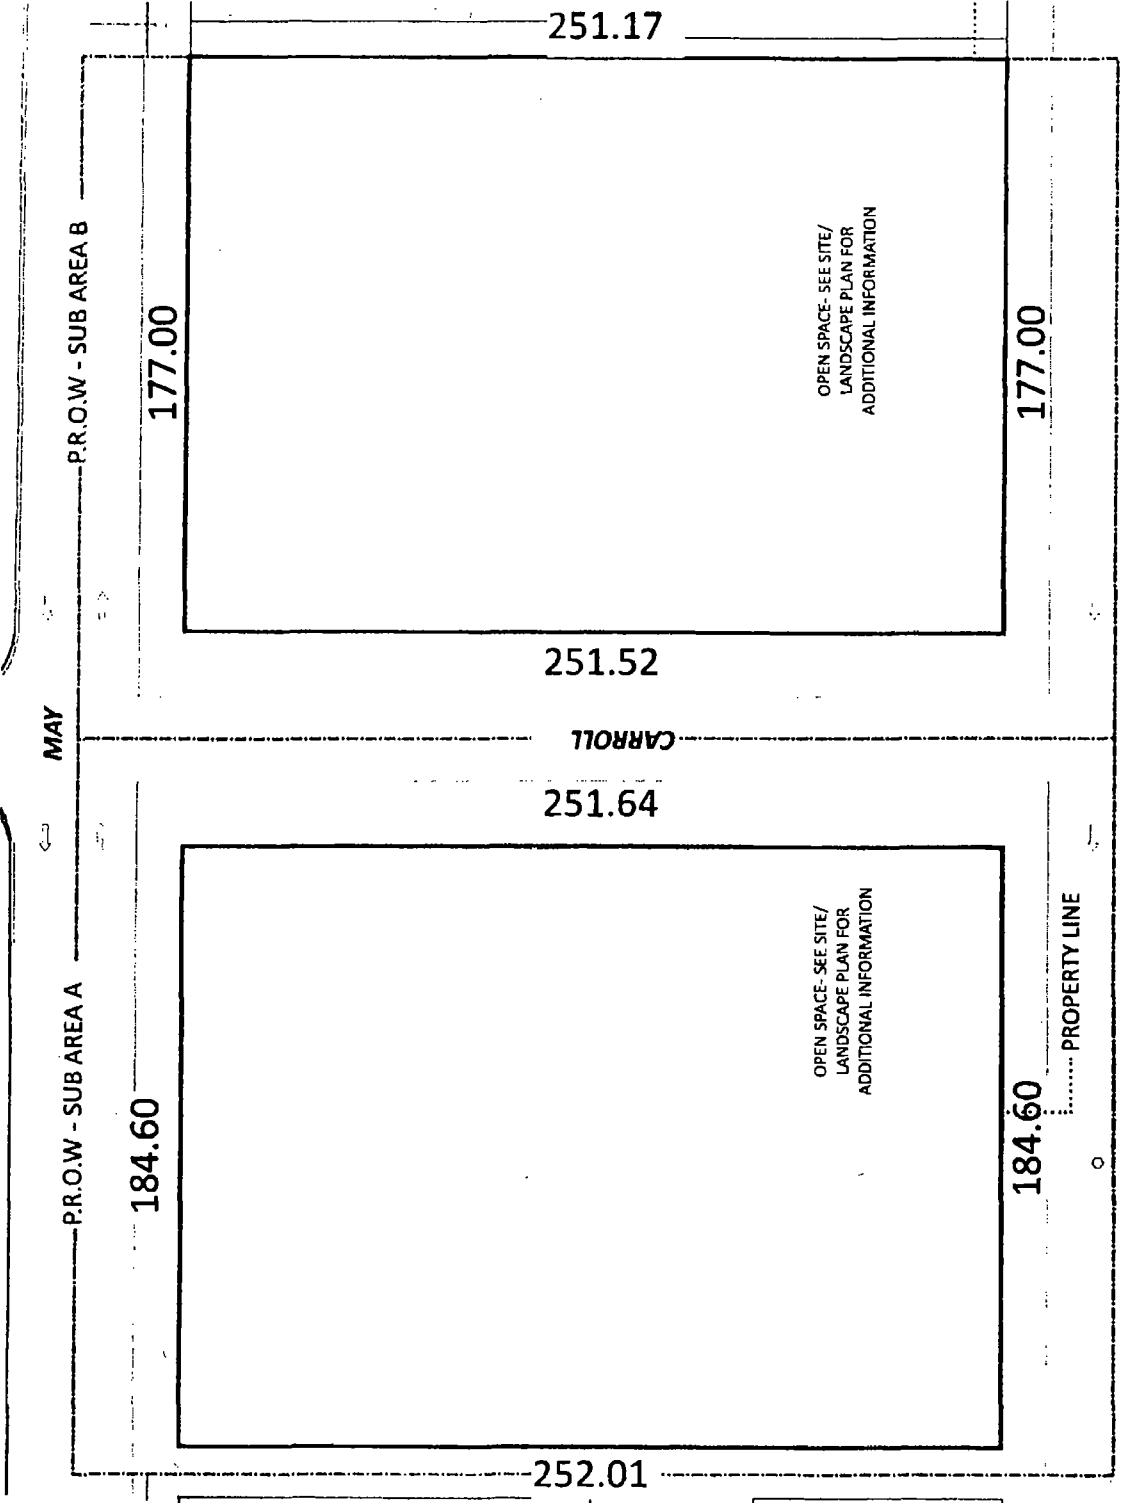 251.17
P.R.O.W - SUB AREA B
177.00
OPEN SPACE- SEE SITE/
LANDSCAPE PLAN FOR
ADDITIONAL INFORMATION
177.00
251.52
MAY
CARROLL
251.64
P.R.O.W - SUB AREA A
184.60
OPEN SPACE- SEE SITE/
LANDSCAPE PLAN FOR
ADDITIONAL INFORMATION
184.60
PROPERTY LINE
252.01